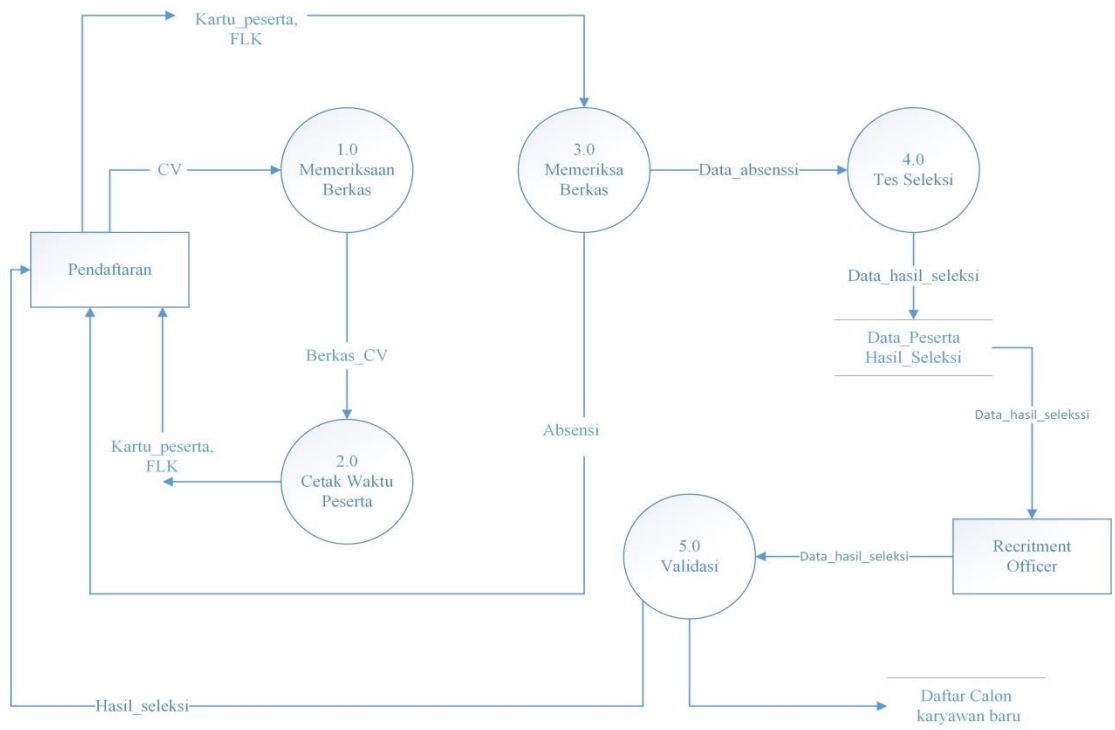 Kartu_peserta,
FLK
CV
1.0
Memeriksaan
Berkas
3.0
Memeriksa
Berkas
Data_absenssi
4.0
Tes Seleksi
Pendaftaran
Data_hasil_seleksi
Data_Peserta
Hasil_Seleksi
Berkas_CV
Data_hasil_selekssi
Absensi
Kartu_peserta,
FLK
2.0
Cetak Waktu
Peserta
5.0
Validasi
Data_hasil_seleksi
Recritment
Officer
Hasil_seleksi
Daftar Calon
karyawan baru